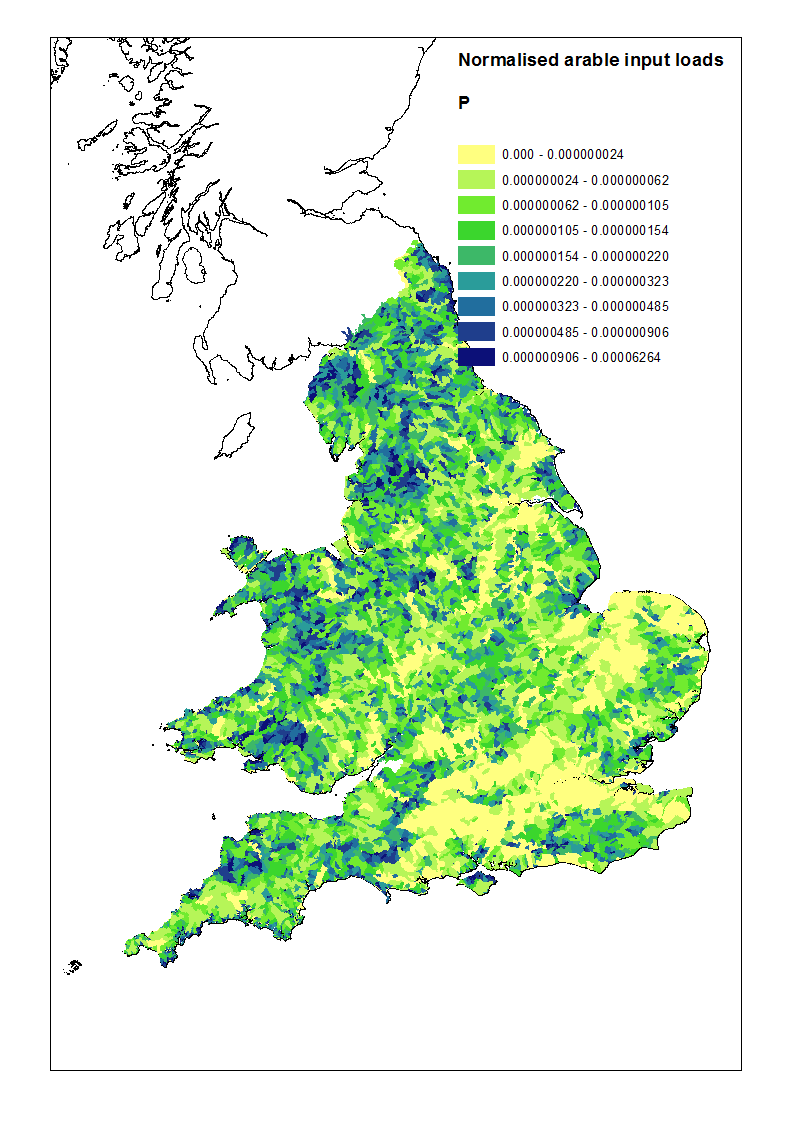 Normalised arable input loads
P
0.000 - 0.000000024
0.000000024 - 0.000000062
0.000000062 - 0.000000105
0.000000105 - 0.000000154
0.000000154 - 0.000000220
0.000000220 - 0.000000323
0.000000323 - 0.000000485
0.000000485 - 0.000000906
0.000000906 - 0.00006264